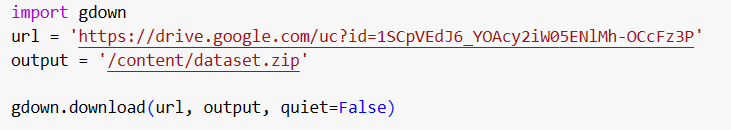 import gdown
url = 'https://drive.google.com/uc?id=1SCpVEdJ6_YOAcy2iW05ENlMh-OCcFz3P'
output = '/content/dataset.zip'
gdown.download(url, output, quiet=False)